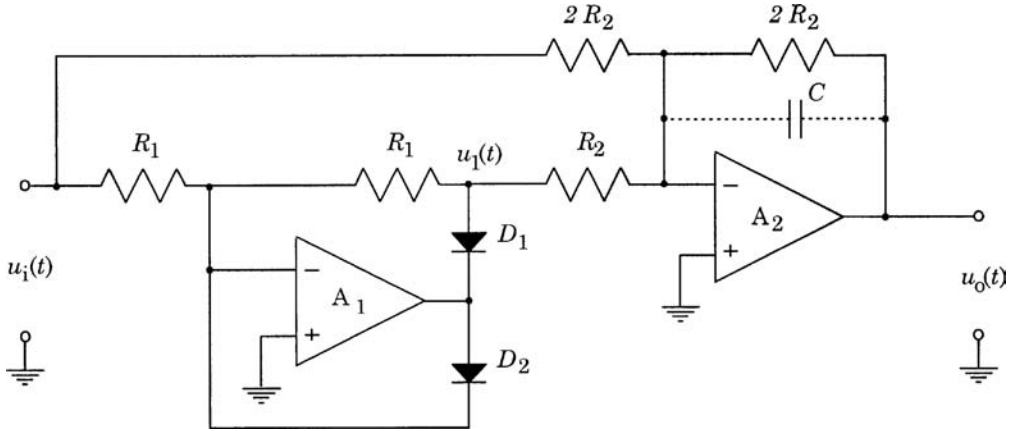 2 R₂
2 R₂
C
R₁
R₁
u₁(t)
R₂
−
A₂
+
D₁
uᵢ(t)
−
A₁
+
uₒ(t)
D₂